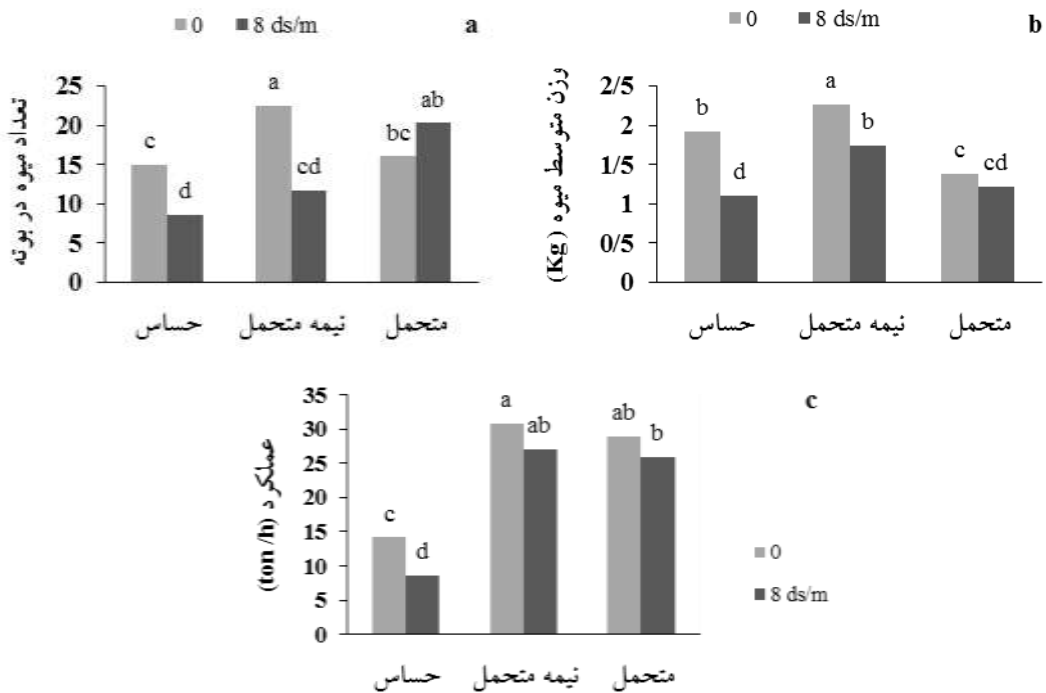 0 8 ds/m
a
تعداد میوه در بوته
25
20
15
10
5
0
c
d
a
cd
bc
ab
حساس نیمه متحمل متحمل
0 8 ds/m
b
وزن متوسط میوه (Kg)
2/5
2
1/5
1
0/5
0
b
d
a
b
c
cd
حساس نیمه متحمل متحمل
c
عملکرد (ton /h)
35
30
25
20
15
10
5
0
c
d
a
ab
ab
b
حساس نیمه متحمل متحمل
0
8 ds/m